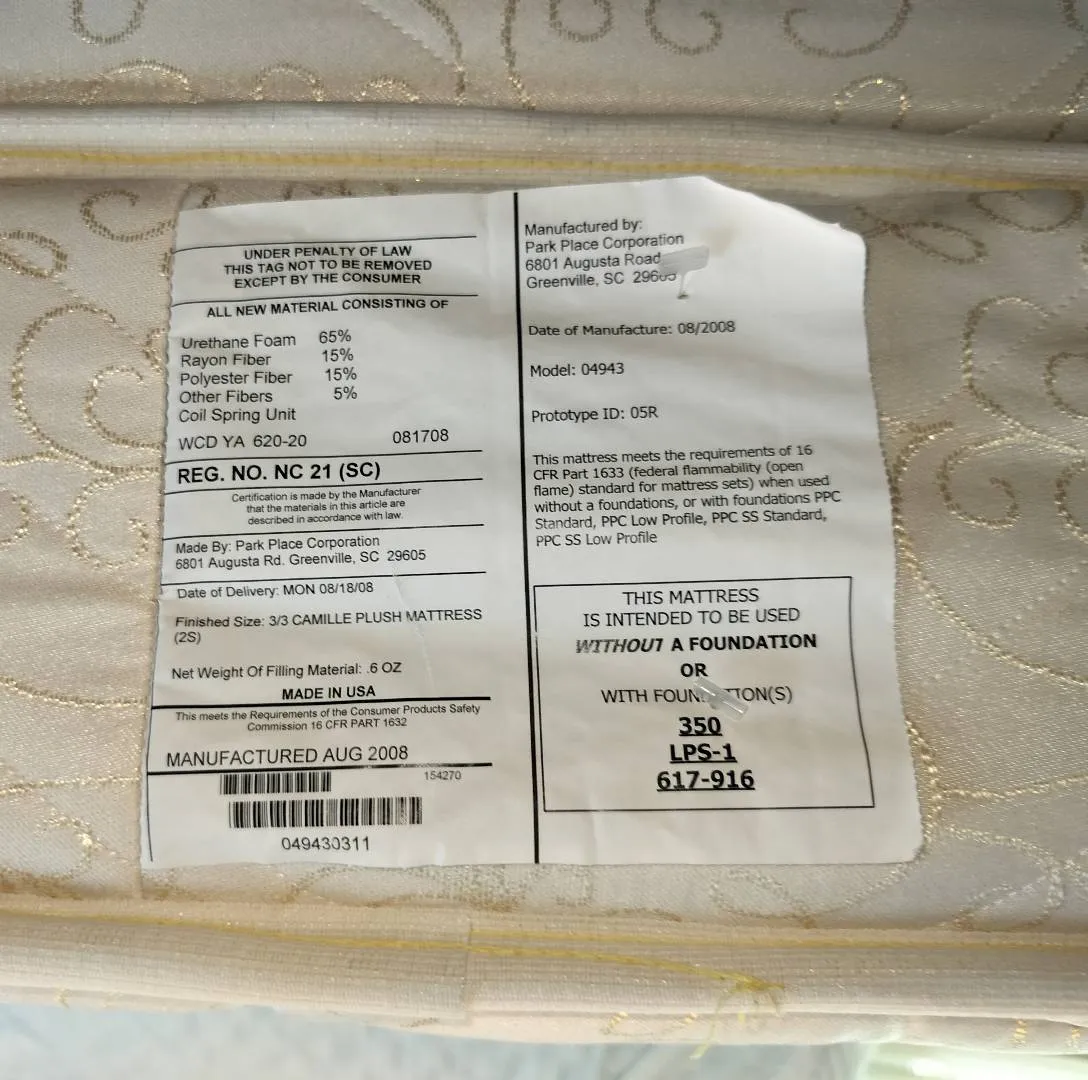 UNDER PENALTY OF LAW
THIS TAG NOT TO BE REMOVED
EXCEPT BY THE CONSUMER
ALL NEW MATERIAL CONSISTING OF
Urethane Foam 65%
Rayon Fiber 15%
Polyester Fiber 15%
Other Fibers 5%
Coil Spring Unit
WCD YA 620-20 081708
REG. NO. NC 21 (SC)
Certification is made by the Manufacturer
that the materials in this article are
described in accordance with law.
Made By: Park Place Corporation
6801 Augusta Rd. Greenville, SC 29605
Date of Delivery: MON 08/18/08
Finished Size: 3/3 CAMILLE PLUSH MATTRESS
(2S)
Net Weight Of Filling Material: .6 OZ
MADE IN USA
This meets the Requirements of the Consumer Products Safety
Commission 16 CFR PART 1632
MANUFACTURED AUG 2008
154270
049430311
Manufactured by:
Park Place Corporation
6801 Augusta Road
Greenville, SC 29605
Date of Manufacture: 08/2008
Model: 04943
Prototype ID: 05R
This mattress meets the requirements of 16
CFR Part 1633 (federal flammability (open
flame) standard for mattress sets) when used
without a foundations, or with foundations PPC
Standard, PPC Low Profile, PPC SS Standard,
PPC SS Low Profile
THIS MATTRESS
IS INTENDED TO BE USED
WITHOUT A FOUNDATION
OR
WITH FOUNDATION(S)
350
LPS-1
617-916